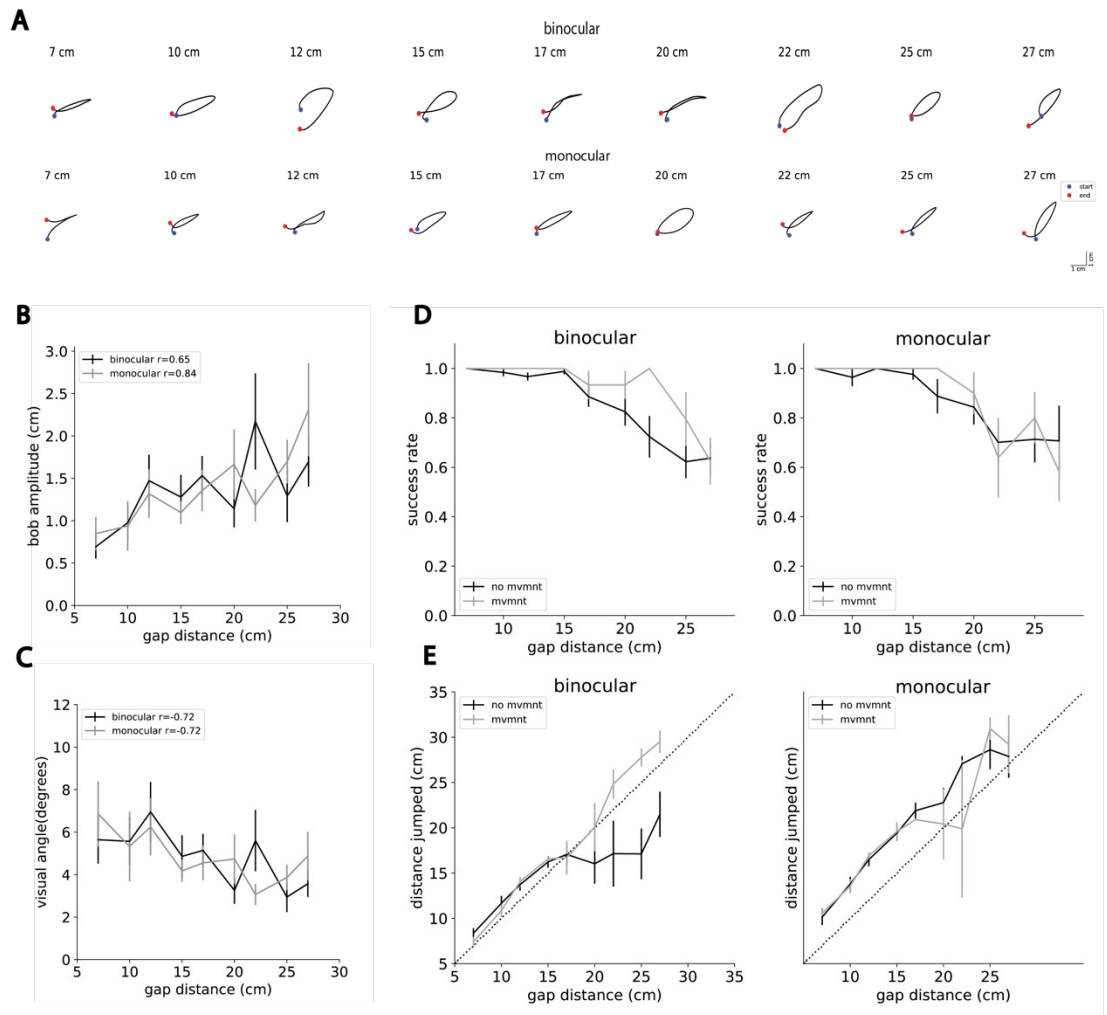 A
binocular
7 cm 10 cm 12 cm 15 cm 17 cm 20 cm 22 cm 25 cm 27 cm
monocular
7 cm 10 cm 12 cm 15 cm 17 cm 20 cm 22 cm 25 cm 27 cm
start
end
1 cm
1 cm
B
3.0
2.5
2.0
1.5
1.0
0.5
0.0
bob amplitude (cm)
binocular r=0.65
monocular r=0.84
5 10 15 20 25 30
gap distance (cm)
C
12
10
8
6
4
2
0
visual angle(degrees)
binocular r=-0.72
monocular r=-0.72
5 10 15 20 25 30
gap distance (cm)
D
binocular
1.0
0.8
0.6
0.4
0.2
0.0
success rate
no mvmnt
mvmnt
10 15 20 25
gap distance (cm)
monocular
1.0
0.8
0.6
0.4
0.2
0.0
success rate
no mvmnt
mvmnt
10 15 20 25
gap distance (cm)
E
binocular
35
30
25
20
15
10
5
distance jumped (cm)
no mvmnt
mvmnt
5 10 15 20 25 30 35
gap distance (cm)
monocular
distance jumped (cm)
no mvmnt
mvmnt
10 15 20 25
gap distance (cm)